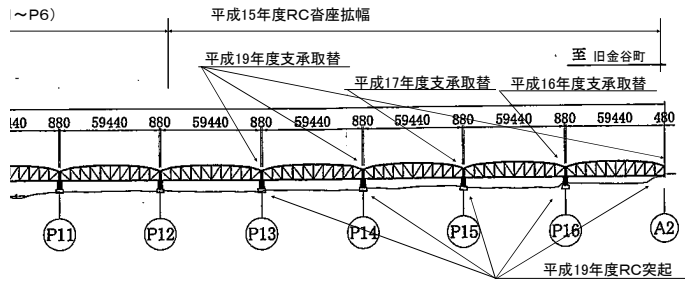 ～P6)
平成15年度RC沓座拡幅
至 旧金谷町
平成19年度支承取替
平成17年度支承取替
平成16年度支承取替
440 880 59440 880 59440 880 59440 880 59440 880 59440 880 59440 480
P11 P12 P13 P14 P15 P16 A2
平成19年度RC突起